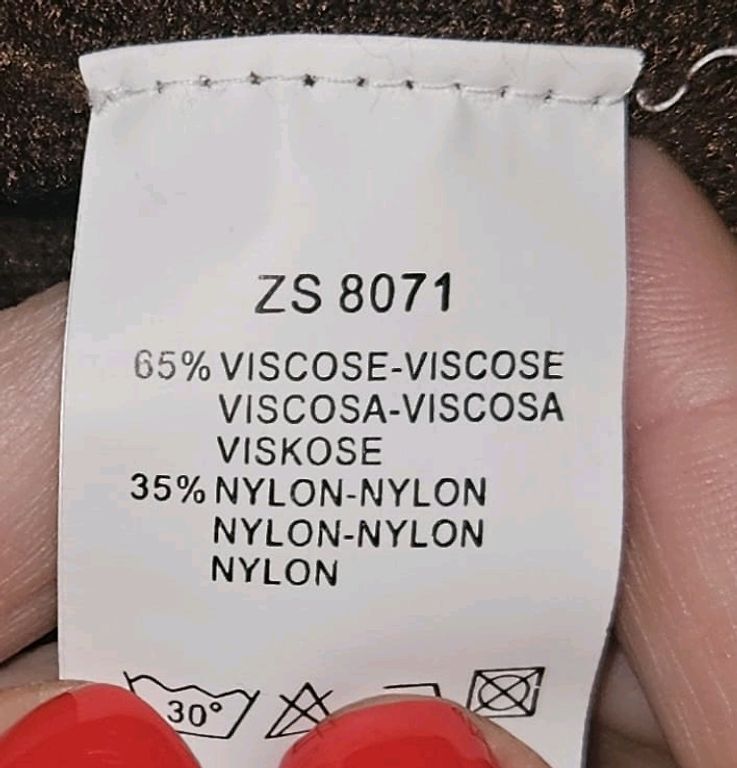 ZS 8071
65% VISCOSE-VISCOSE
VISCOSA-VISCOSA
VISKOSE
35% NYLON-NYLON
NYLON-NYLON
NYLON
30°